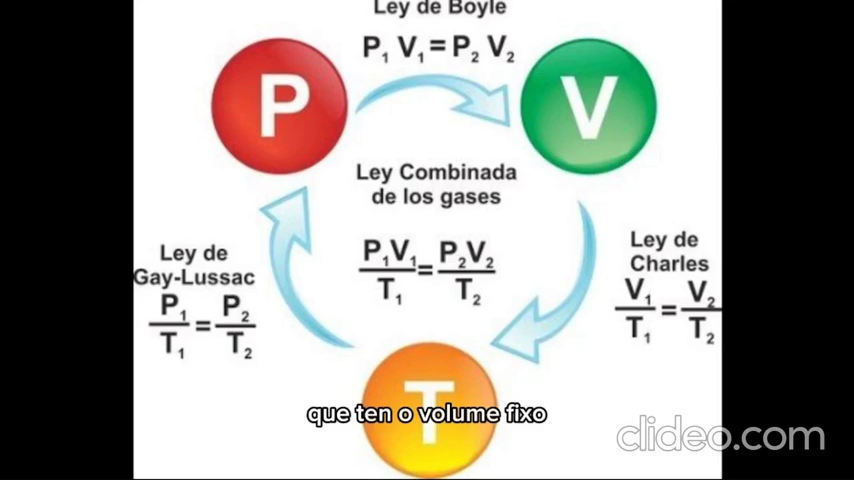 Ley de Boyle
P₁ V₁ = P₂ V₂
P
V
Ley Combinada
de los gases
P₁V₁ = P₂V₂
T₁ T₂
Ley de
Gay-Lussac
P₁ = P₂
T₁ T₂
Ley de
Charles
V₁ = V₂
T₁ T₂
T
que ten o volume fixo
clideo.com